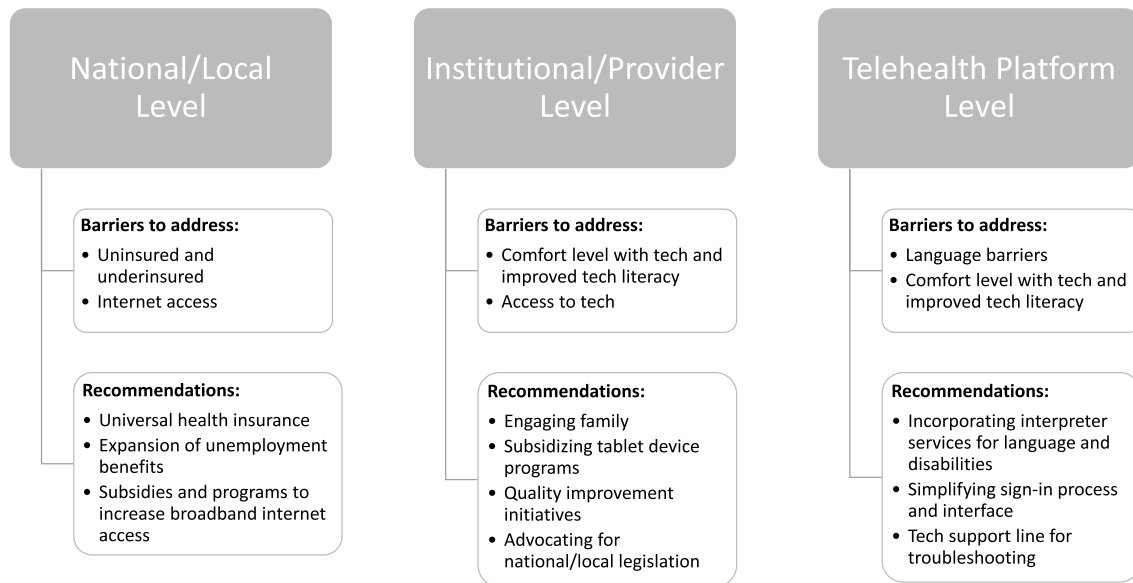 National/Local
Level
Barriers to address:
• Uninsured and
underinsured
• Internet access
Recommendations:
• Universal health insurance
• Expansion of unemployment
benefits
• Subsidies and programs to
increase broadband internet
access
Institutional/Provider
Level
Barriers to address:
• Comfort level with tech and
improved tech literacy
• Access to tech
Recommendations:
• Engaging family
• Subsidizing tablet device
programs
• Quality improvement
initiatives
• Advocating for
national/local legislation
Telehealth Platform
Level
Barriers to address:
• Language barriers
• Comfort level with tech and
improved tech literacy
Recommendations:
• Incorporating interpreter
services for language and
disabilities
• Simplifying sign-in process
and interface
• Tech support line for
troubleshooting